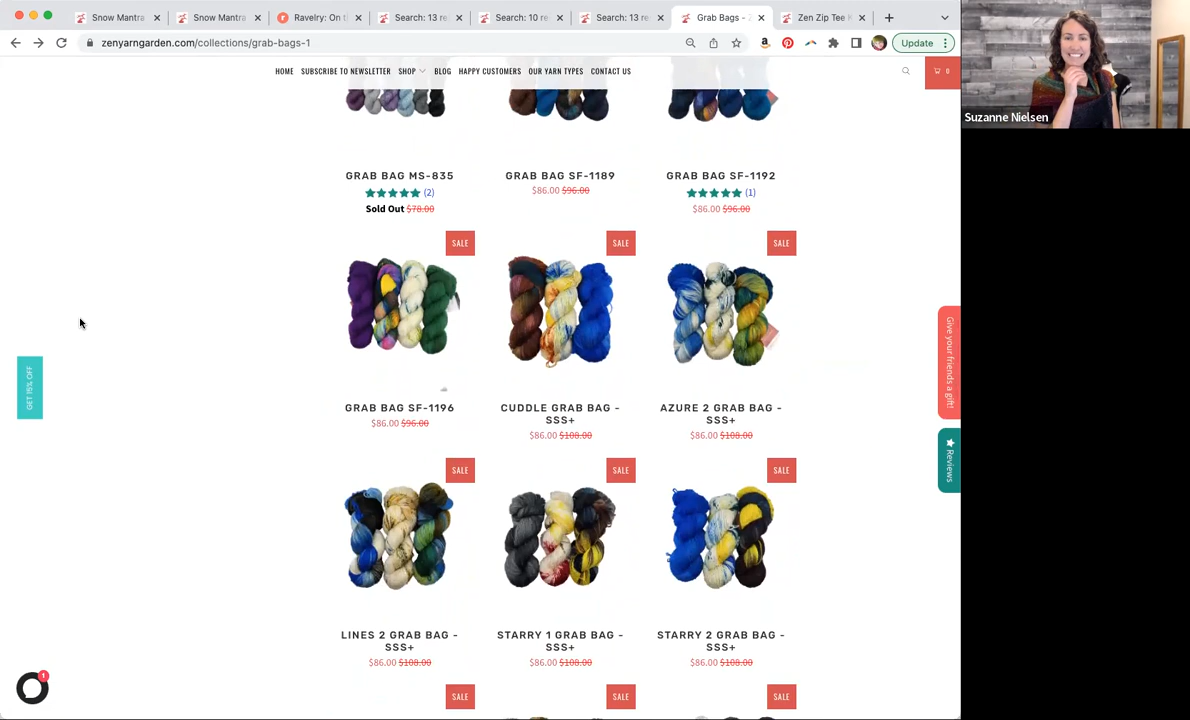 Snow Mantra
Snow Mantra
Ravelry: On t
Search: 13 re
Search: 10 re
Search: 13 re
Grab Bags - Z
Zen Zip Tee K
zenyarngarden.com/collections/grab-bags-1
Update
HOME SUBSCRIBE TO NEWSLETTER SHOP BLOG HAPPY CUSTOMERS OUR YARN TYPES CONTACT US
0
Suzanne Nielsen
GRAB BAG MS-835
(2)
Sold Out $78.00
GRAB BAG SF-1189
$86.00 $96.00
GRAB BAG SF-1192
(1)
$86.00 $96.00
SALE
SALE
SALE
GRAB BAG SF-1196
$86.00 $96.00
CUDDLE GRAB BAG -
SSS+
$86.00 $108.00
AZURE 2 GRAB BAG -
SSS+
$86.00 $108.00
SALE
SALE
SALE
LINES 2 GRAB BAG -
SSS+
$86.00 $108.00
STARRY 1 GRAB BAG -
SSS+
$86.00 $108.00
STARRY 2 GRAB BAG -
SSS+
$86.00 $108.00
SALE
SALE
SALE
GET 15% OFF
Give your friends a gift!
Reviews
1